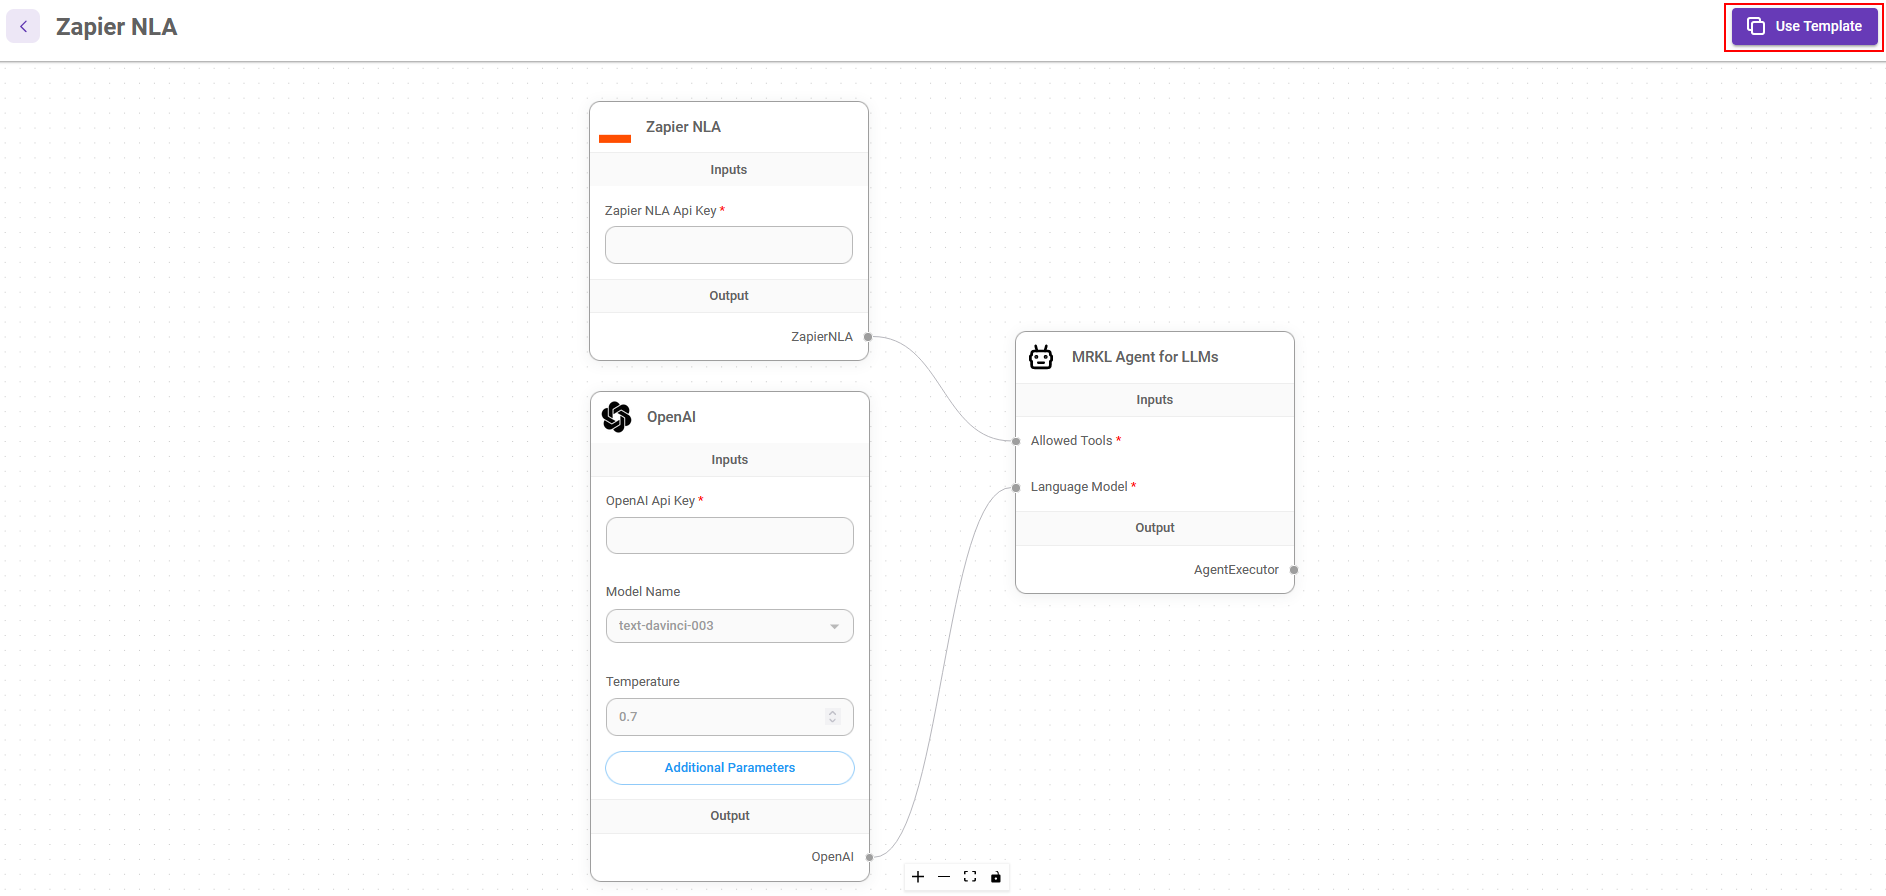 Zapier NLA
Use Template
Zapier NLA
Inputs
Zapier NLA Api Key *
Output
ZapierNLA
OpenAI
Inputs
OpenAI Api Key *
Model Name
text-davinci-003
Temperature
0.7
Additional Parameters
Output
OpenAI
MRKL Agent for LLMs
Inputs
Allowed Tools *
Language Model *
Output
AgentExecutor